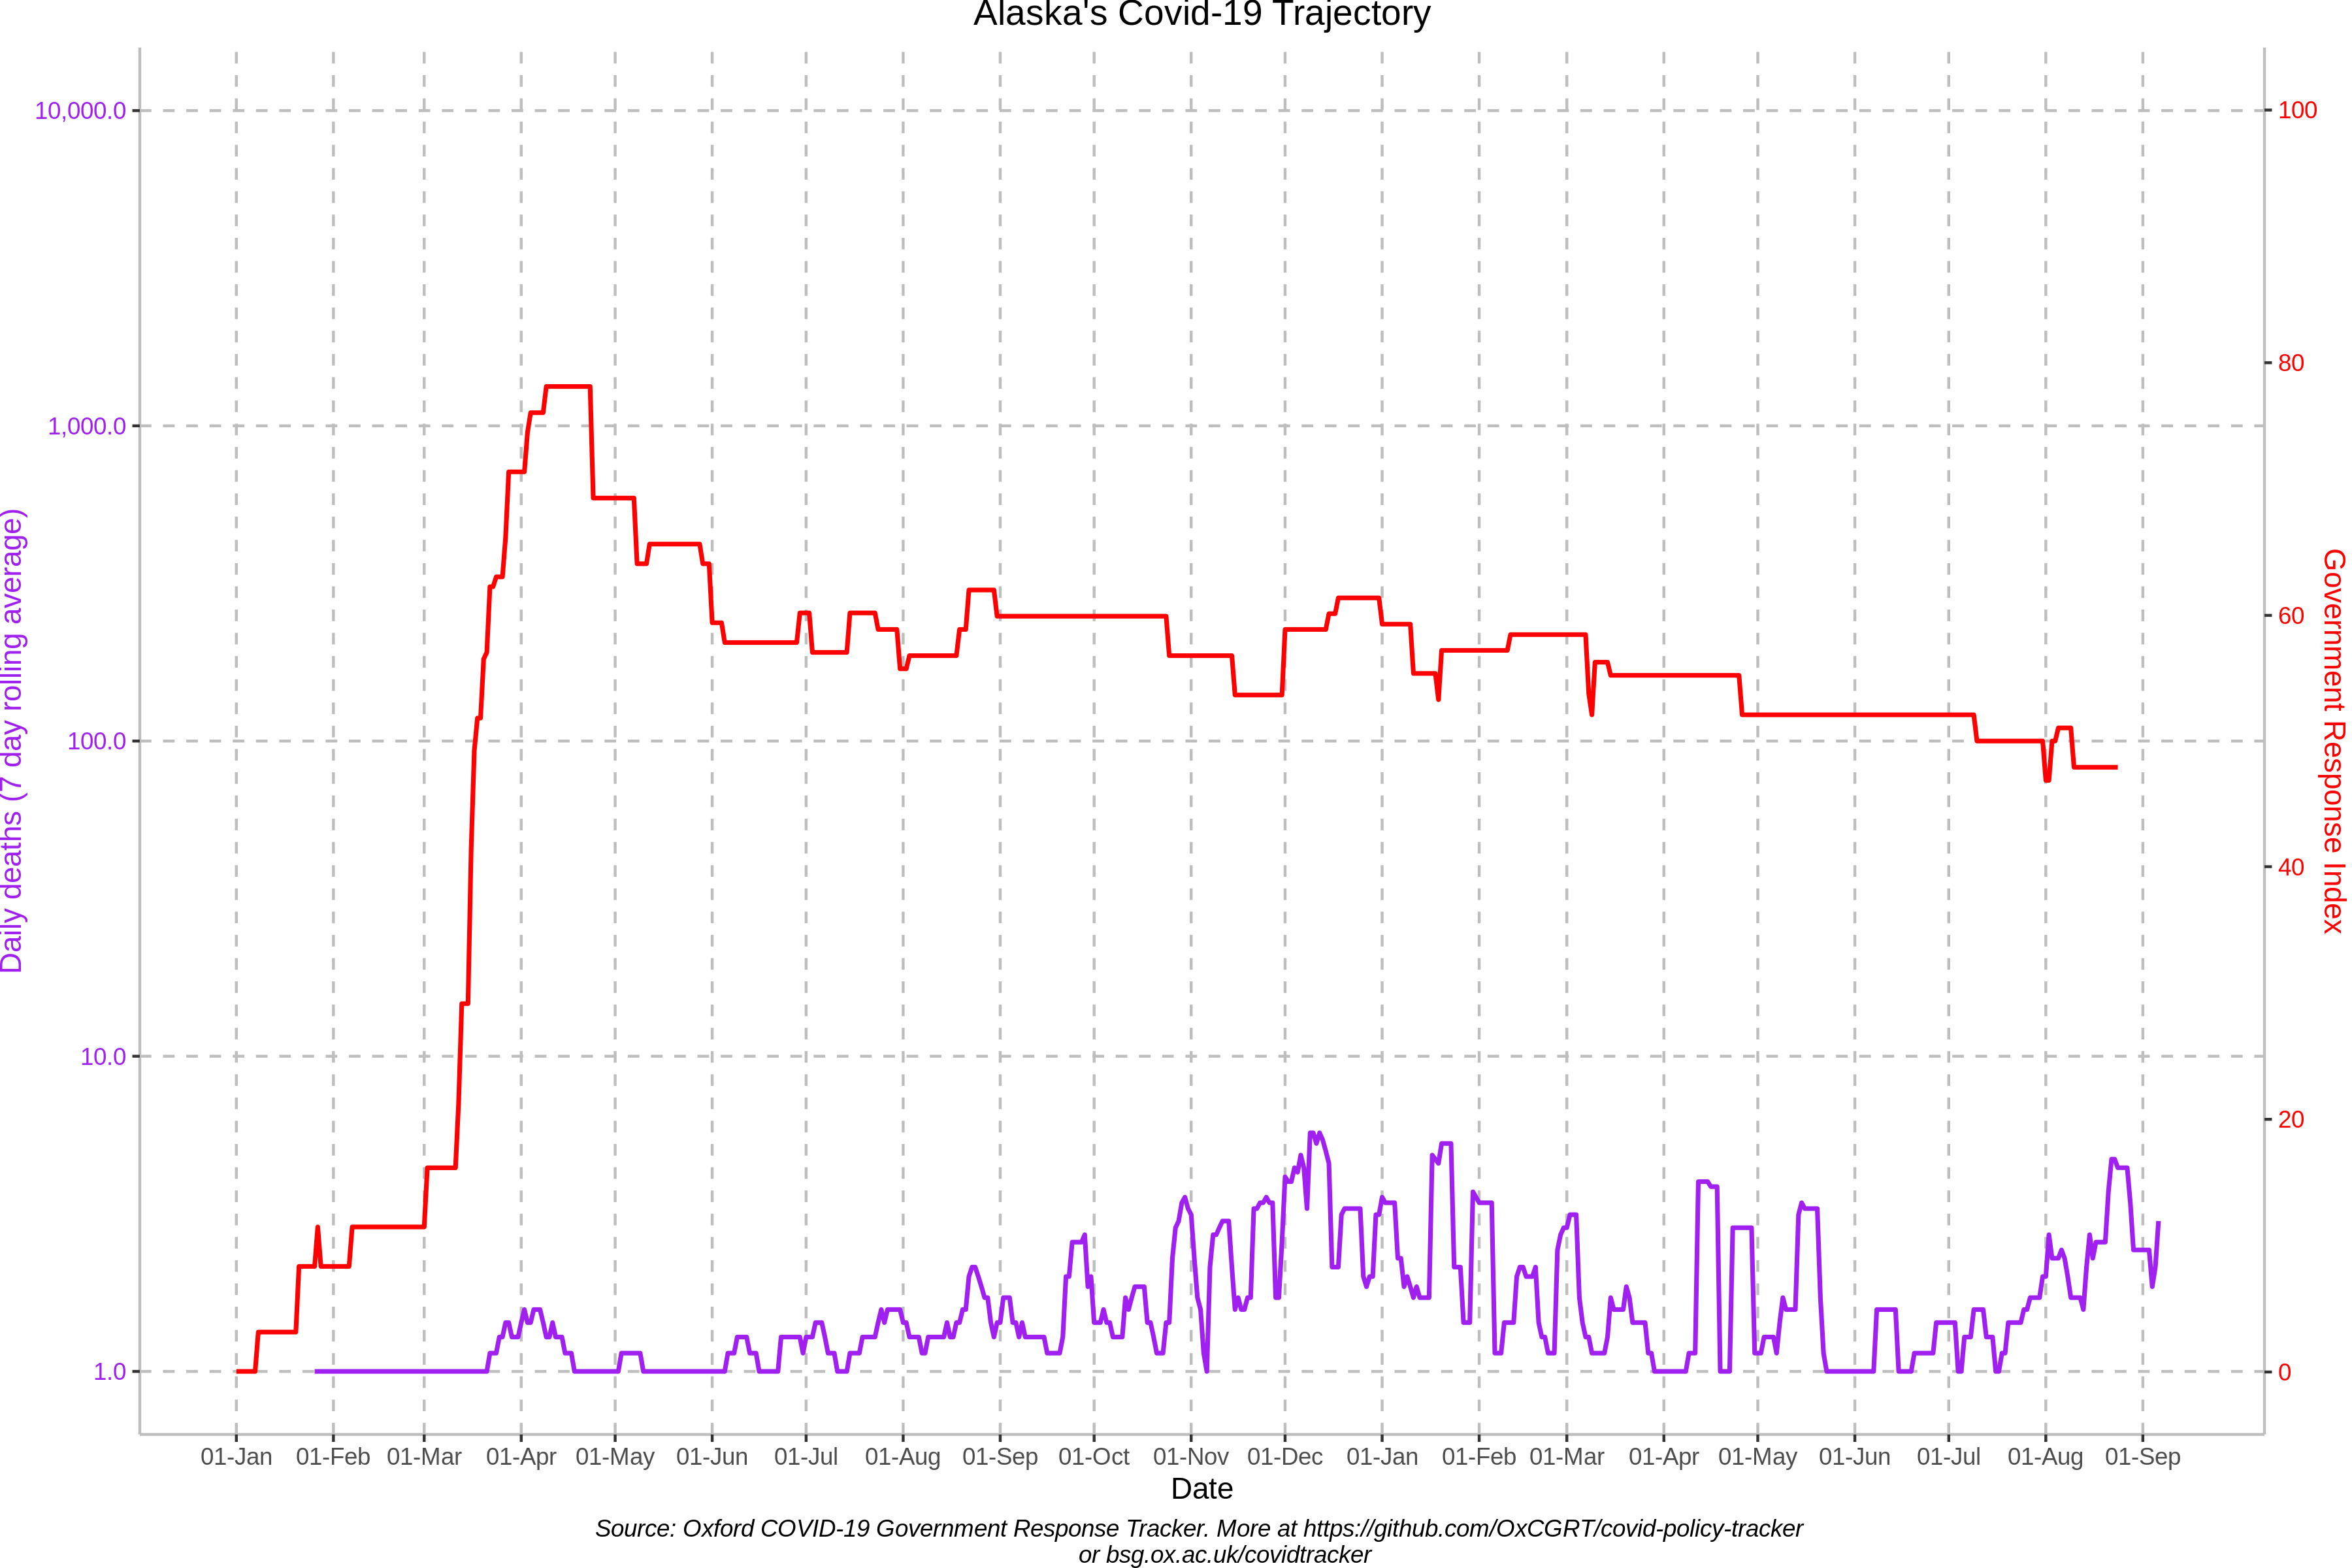 Alaska's Covid-19 Trajectory
10,000.0
1,000.0
100.0
10.0
1.0
Daily deaths (7 day rolling average)
100
80
60
40
20
0
Government Response Index
01-Jan 01-Feb 01-Mar 01-Apr 01-May 01-Jun 01-Jul 01-Aug 01-Sep 01-Oct 01-Nov 01-Dec 01-Jan 01-Feb 01-Mar 01-Apr 01-May 01-Jun 01-Jul 01-Aug 01-Sep
Date
Source: Oxford COVID-19 Government Response Tracker. More at https://github.com/OxCGRT/covid-policy-tracker
or bsg.ox.ac.uk/covidtracker